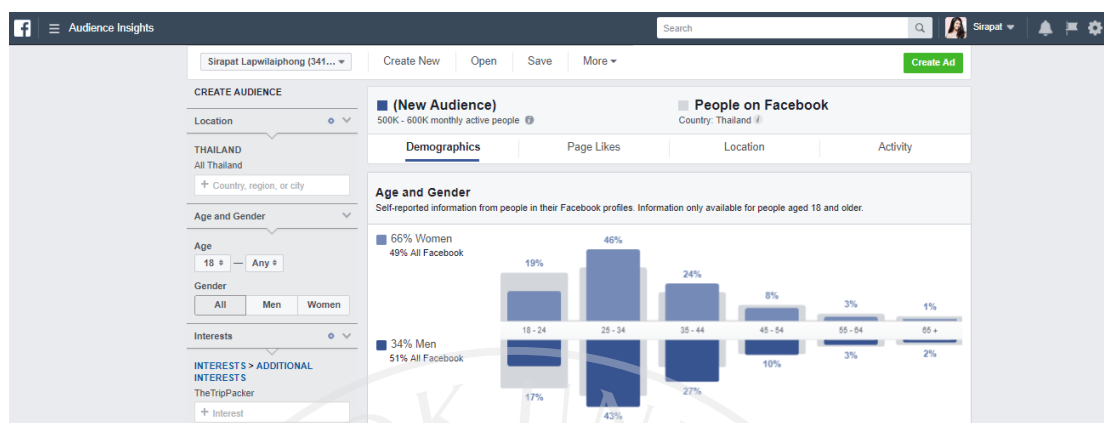 Audience Insights
Search
Sirapat
Sirapat Lapwilaiphong (341...
Create New Open Save More
Create Ad
CREATE AUDIENCE
Location
THAILAND
All Thailand
+ Country, region, or city
Age and Gender
Age
18 — Any
Gender
All Men Women
Interests
INTERESTS > ADDITIONAL
INTERESTS
TheTripPacker
+ Interest
(New Audience)
500K - 600K monthly active people
People on Facebook
Country: Thailand
Demographics Page Likes Location Activity
Age and Gender
Self-reported information from people in their Facebook profiles. Information only available for people aged 18 and older.
66% Women
49% All Facebook
19% 46% 24% 8% 3% 1%
18 - 24 25 - 34 35 - 44 45 - 54 55 - 64 65 +
34% Men
51% All Facebook
17% 43% 27% 10% 3% 2%